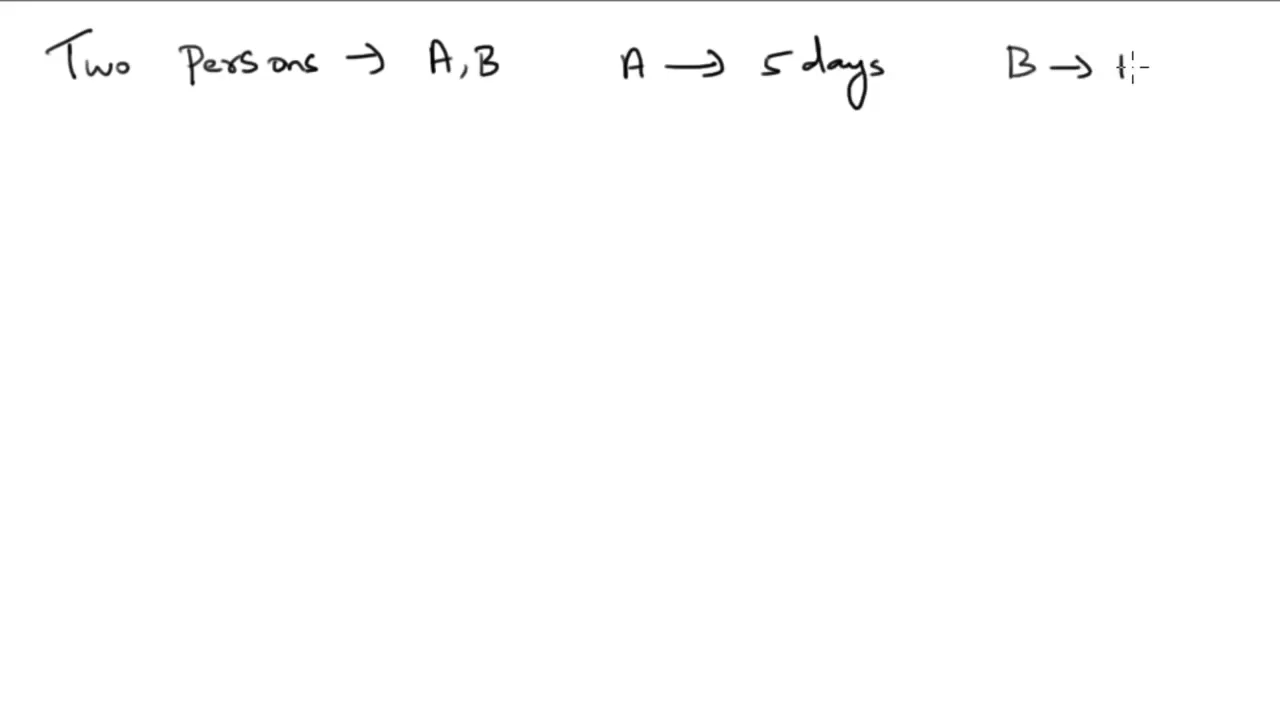 Two Persons → A, B A → 5 days B →